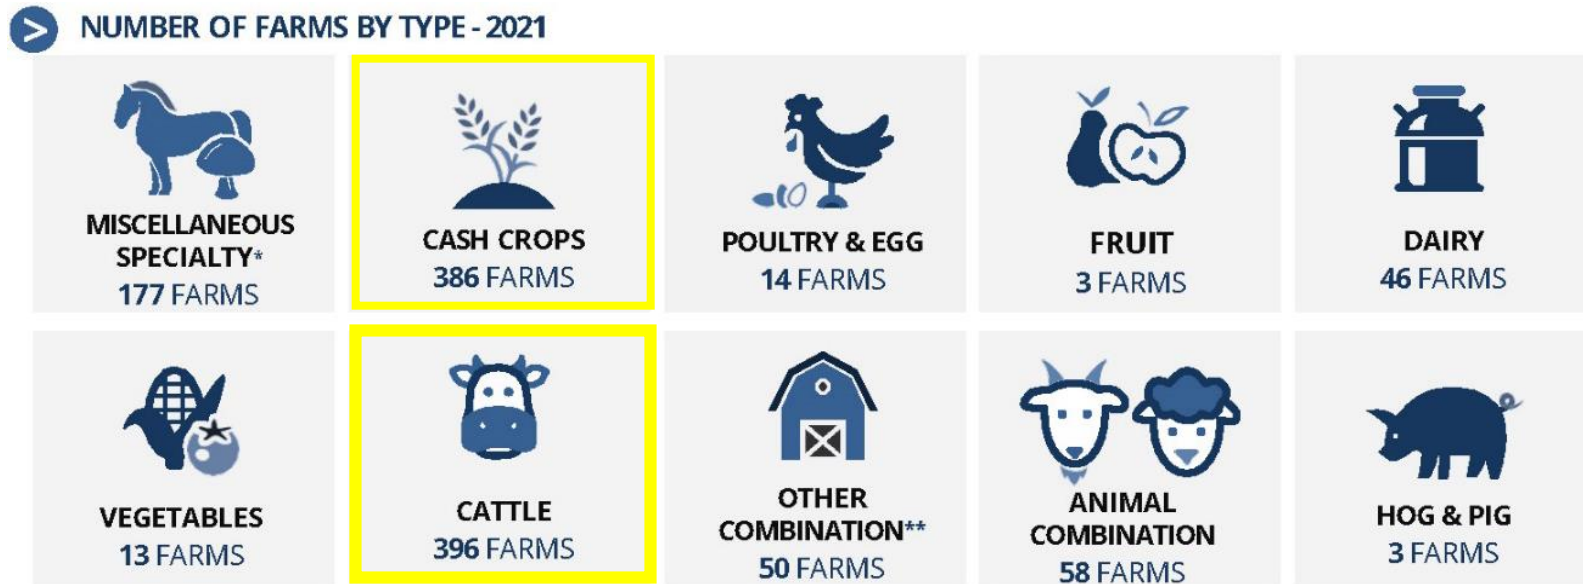 NUMBER OF FARMS BY TYPE - 2021
MISCELLANEOUS
SPECIALTY*
177 FARMS
CASH CROPS
386 FARMS
POULTRY & EGG
14 FARMS
FRUIT
3 FARMS
DAIRY
46 FARMS
VEGETABLES
13 FARMS
CATTLE
396 FARMS
OTHER
COMBINATION**
50 FARMS
ANIMAL
COMBINATION
58 FARMS
HOG & PIG
3 FARMS